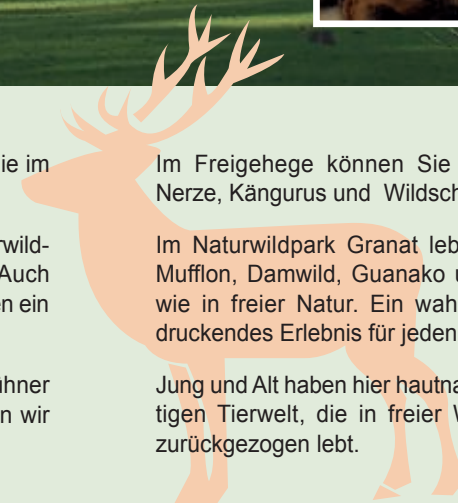 ie im
wild-
Auch
en ein
ühner
n wir
Im Freigehege können Sie
Nerze, Kängurus und Wildsch
Im Naturwildpark Granat leb
Mufflon, Damwild, Guanako u
wie in freier Natur. Ein wah
druckendes Erlebnis für jeden
Jung und Alt haben hier hautna
tigen Tierwelt, die in freier W
zurückgezogen lebt.